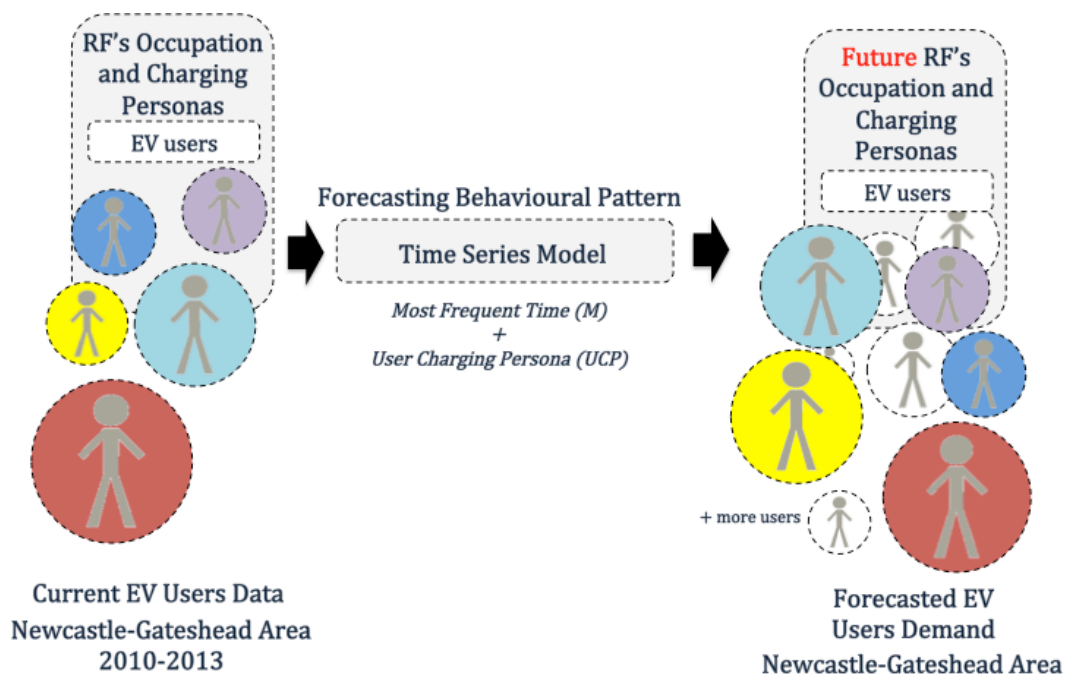 RF's Occupation
and Charging
Personas
EV users
Forecasting Behavioural Pattern
Time Series Model
Most Frequent Time (M)
+
User Charging Persona (UCP)
Future RF's
Occupation and
Charging
Personas
EV users
+ more users
Current EV Users Data
Newcastle-Gateshead Area
2010-2013
Forecasted EV
Users Demand
Newcastle-Gateshead Area